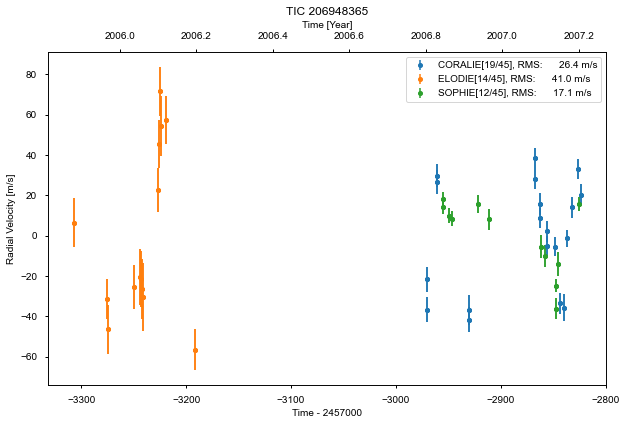 TIC 206948365
Time [Year]
2006.0 2006.2 2006.4 2006.6 2006.8 2007.0 2007.2
CORALIE[19/45], RMS: 26.4 m/s
ELODIE[14/45], RMS: 41.0 m/s
SOPHIE[12/45], RMS: 17.1 m/s
80
60
40
20
0
−20
−40
−60
Radial Velocity [m/s]
−3300 −3200 −3100 −3000 −2900 −2800
Time - 2457000